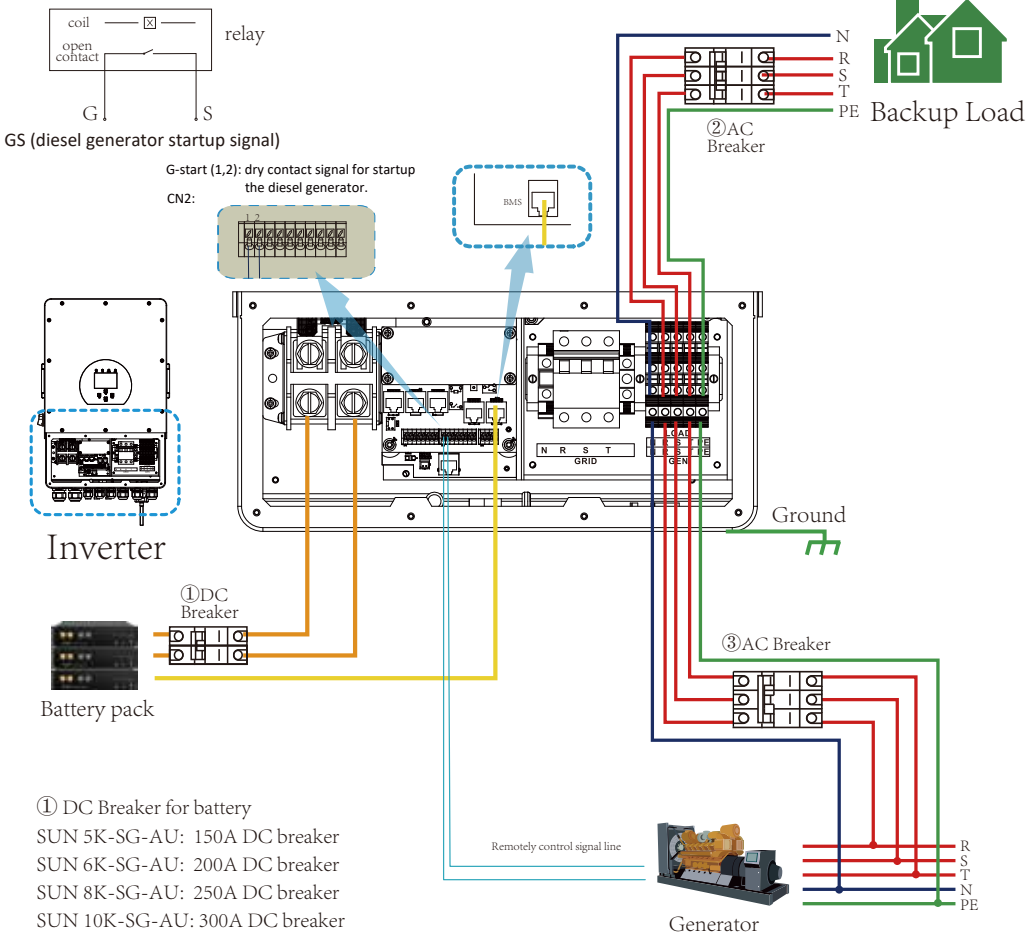 coil
X
open
contact
relay
G
S
GS (diesel generator startup signal)
G-start (1,2): dry contact signal for startup
the diesel generator.
CN2:
1 2
BMS
N
R
S
T
PE
Backup Load
②AC
Breaker
LOAD
N R S T PE
GEN
N R S T
GRID
Inverter
Ground
①DC
Breaker
Battery pack
③AC Breaker
① DC Breaker for battery
SUN 5K-SG-AU: 150A DC breaker
SUN 6K-SG-AU: 200A DC breaker
SUN 8K-SG-AU: 250A DC breaker
SUN 10K-SG-AU: 300A DC breaker
Remotely control signal line
Generator
R
S
T
N
PE